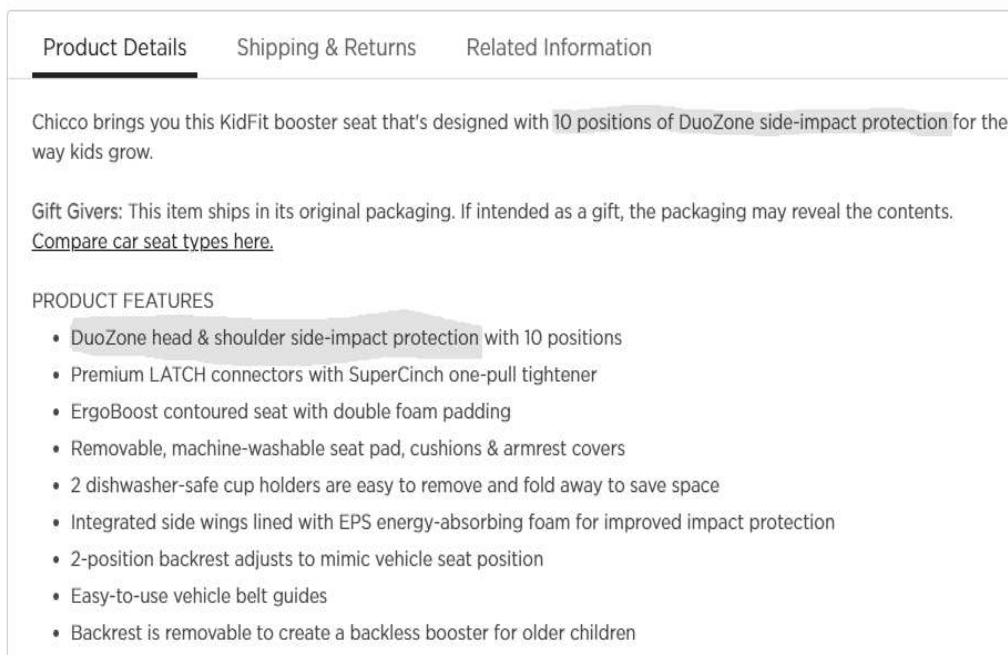 Product Details Shipping & Returns Related Information
Chicco brings you this KidFit booster seat that's designed with 10 positions of DuoZone side-impact protection for the
way kids grow.
Gift Givers: This item ships in its original packaging. If intended as a gift, the packaging may reveal the contents.
Compare car seat types here.
PRODUCT FEATURES
• DuoZone head & shoulder side-impact protection with 10 positions
• Premium LATCH connectors with SuperCinch one-pull tightener
• ErgoBoost contoured seat with double foam padding
• Removable, machine-washable seat pad, cushions & armrest covers
• 2 dishwasher-safe cup holders are easy to remove and fold away to save space
• Integrated side wings lined with EPS energy-absorbing foam for improved impact protection
• 2-position backrest adjusts to mimic vehicle seat position
• Easy-to-use vehicle belt guides
• Backrest is removable to create a backless booster for older children